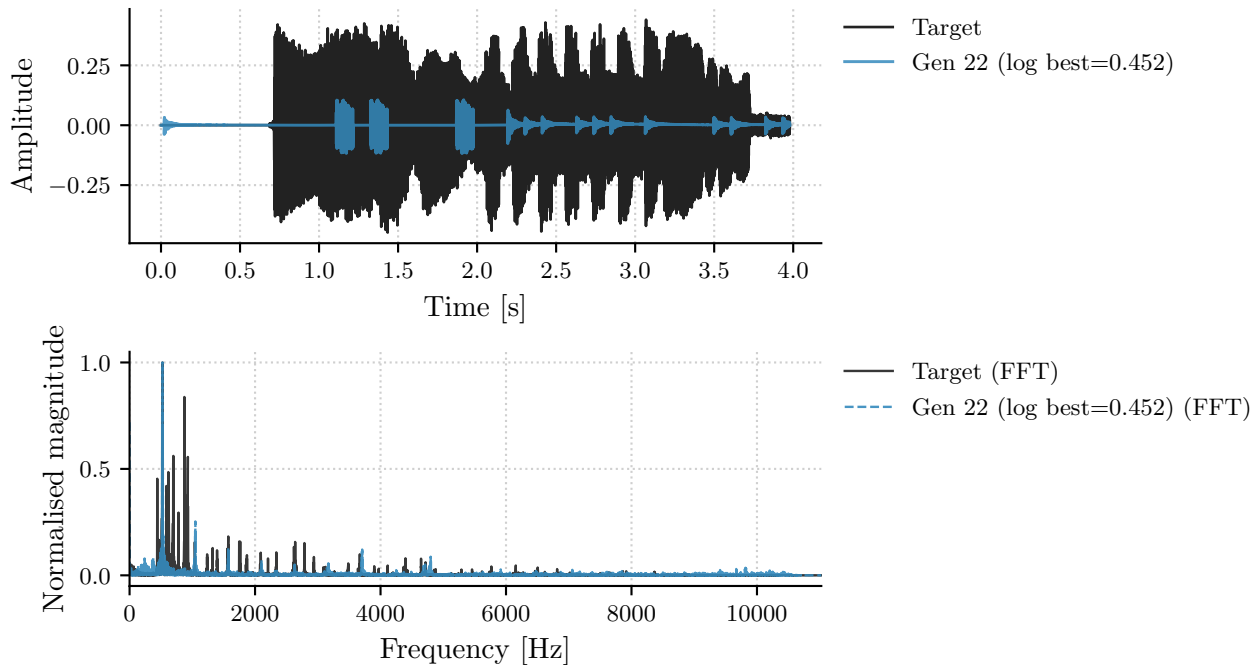 0.25
0.00
−0.25
Amplitude
0.0 0.5 1.0 1.5 2.0 2.5 3.0 3.5 4.0
Time [s]
Target
Gen 22 (log best=0.452)
1.0
0.5
0.0
Normalised magnitude
0 2000 4000 6000 8000 10000
Frequency [Hz]
Target (FFT)
Gen 22 (log best=0.452) (FFT)